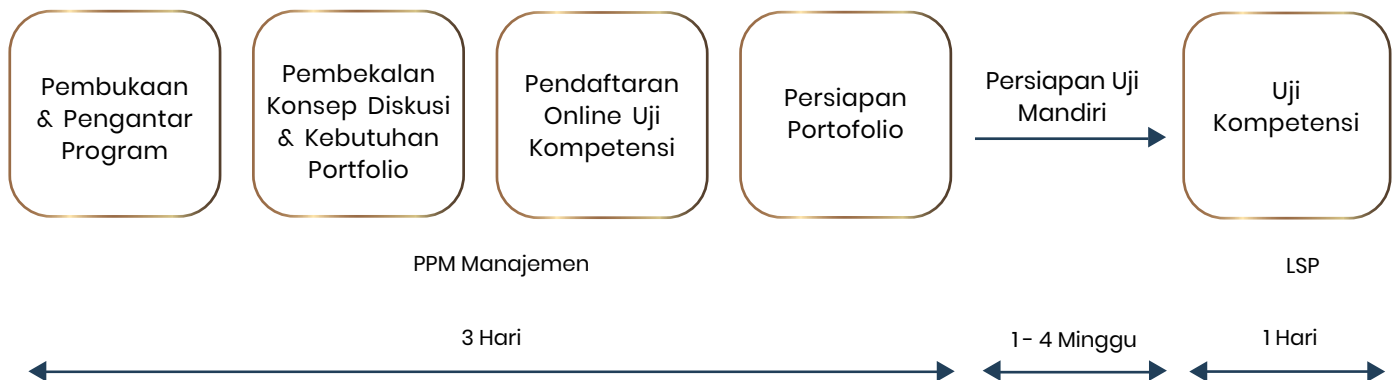 Pembukaan
& Pengantar
Program
Pembekalan
Konsep Diskusi
& Kebutuhan
Portfolio
Pendaftaran
Online Uji
Kompetensi
Persiapan
Portofolio
Persiapan Uji
Mandiri
Uji
Kompetensi
PPM Manajemen
LSP
3 Hari
1 - 4 Minggu
1 Hari